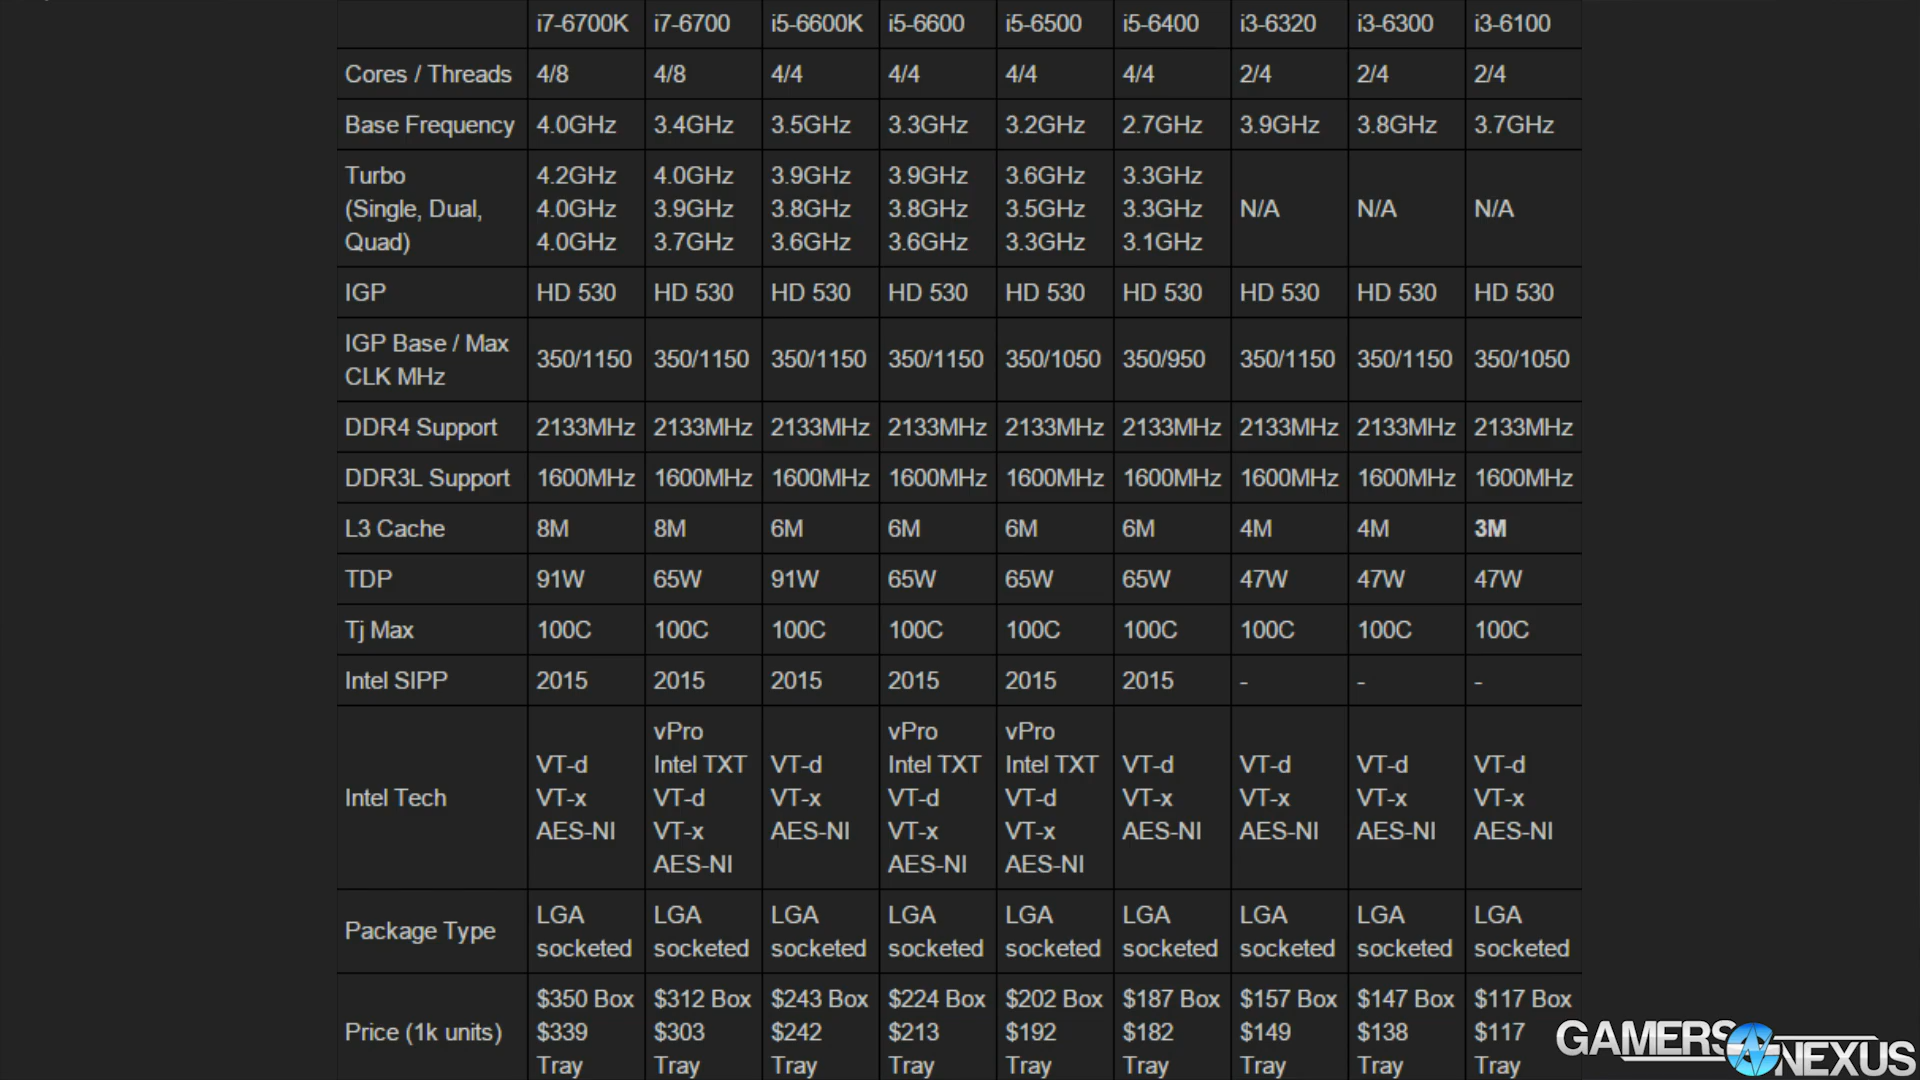 i7-6700K i7-6700 i5-6600K i5-6600 i5-6500 i5-6400 i3-6320 i3-6300 i3-6100
Cores / Threads 4/8 4/8 4/4 4/4 4/4 4/4 2/4 2/4 2/4
Base Frequency 4.0GHz 3.4GHz 3.5GHz 3.3GHz 3.2GHz 2.7GHz 3.9GHz 3.8GHz 3.7GHz
Turbo 4.2GHz 4.0GHz 3.9GHz 3.9GHz 3.6GHz 3.3GHz
(Single, Dual, 4.0GHz 3.9GHz 3.8GHz 3.8GHz 3.5GHz 3.3GHz N/A N/A N/A
Quad) 4.0GHz 3.7GHz 3.6GHz 3.6GHz 3.3GHz 3.1GHz
IGP HD 530 HD 530 HD 530 HD 530 HD 530 HD 530 HD 530 HD 530 HD 530
IGP Base / Max
CLK MHz 350/1150 350/1150 350/1150 350/1150 350/1050 350/950 350/1150 350/1150 350/1050
DDR4 Support 2133MHz 2133MHz 2133MHz 2133MHz 2133MHz 2133MHz 2133MHz 2133MHz 2133MHz
DDR3L Support 1600MHz 1600MHz 1600MHz 1600MHz 1600MHz 1600MHz 1600MHz 1600MHz 1600MHz
L3 Cache 8M 8M 6M 6M 6M 6M 4M 4M 3M
TDP 91W 65W 91W 65W 65W 65W 47W 47W 47W
Tj Max 100C 100C 100C 100C 100C 100C 100C 100C 100C
Intel SIPP 2015 2015 2015 2015 2015 2015 - - -
vPro vPro vPro
VT-d Intel TXT VT-d Intel TXT Intel TXT VT-d VT-d VT-d VT-d
Intel Tech VT-x VT-d VT-x VT-d VT-d VT-x VT-x VT-x VT-x
AES-NI VT-x AES-NI VT-x VT-x AES-NI AES-NI AES-NI AES-NI
AES-NI AES-NI AES-NI
LGA LGA LGA LGA LGA LGA LGA LGA LGA
Package Type socketed socketed socketed socketed socketed socketed socketed socketed socketed
$350 Box $312 Box $243 Box $224 Box $202 Box $187 Box $157 Box $147 Box $117 Box
Price (1k units) $339 $303 $242 $213 $192 $182 $149 $138 $117
Tray Tray Tray Tray Tray Tray Tray Tray Tray
GAMERS NEXUS